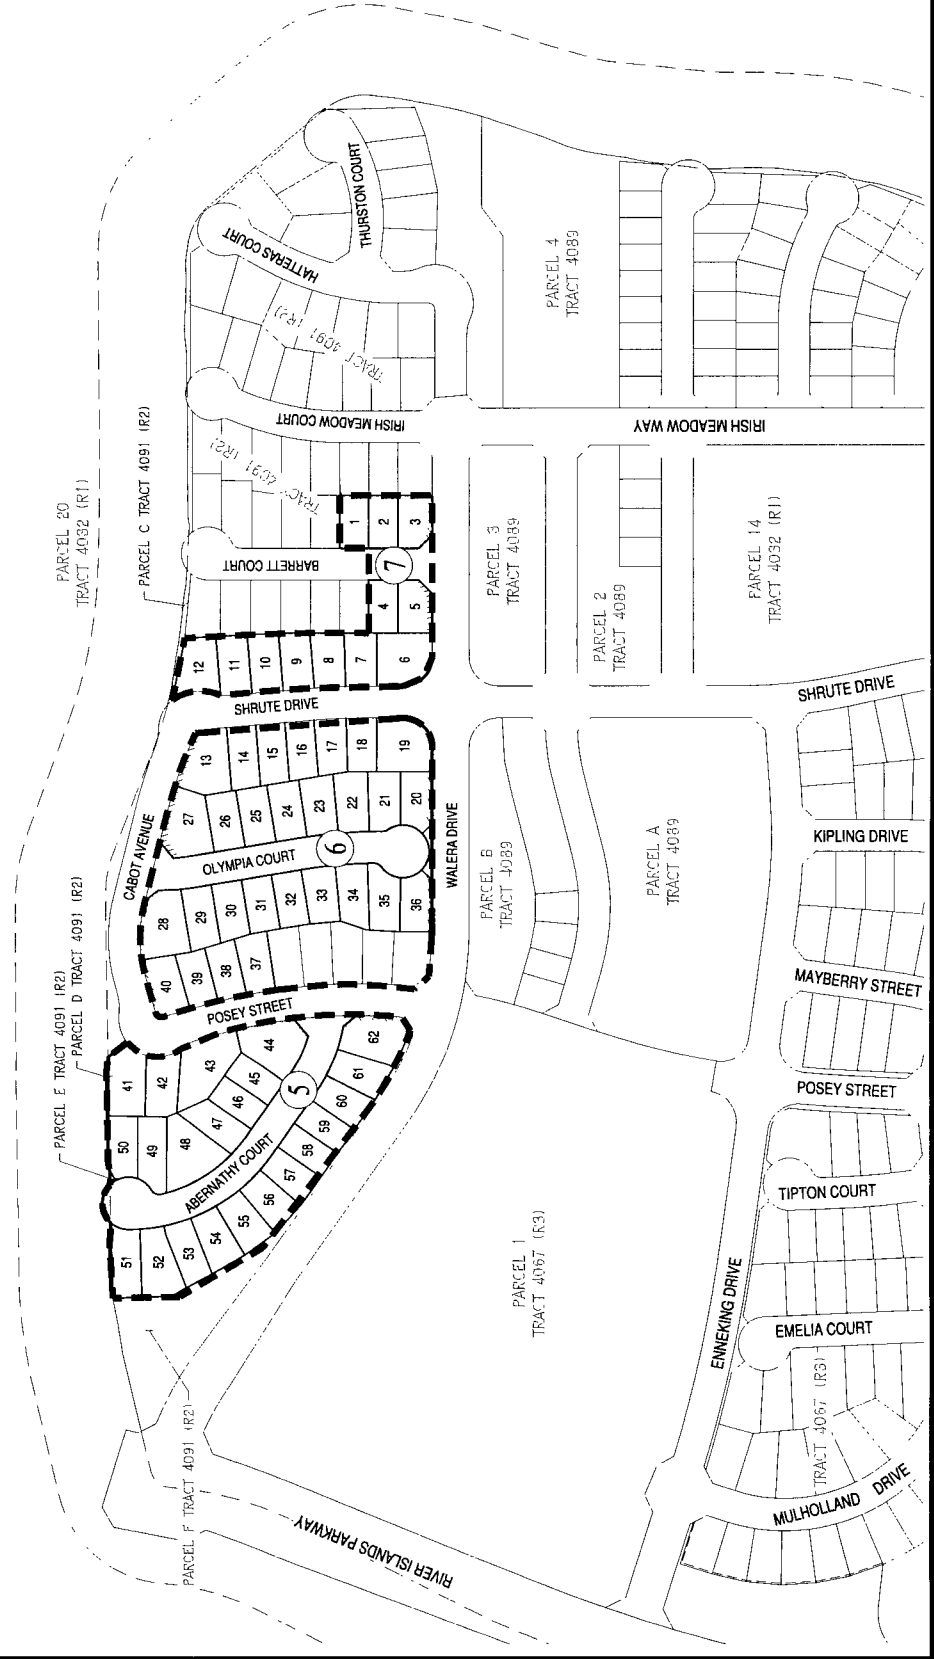 PARCEL 20
TRACT 4032 (R1)
PARCEL C TRACT 4091 (R2)
PARCEL D TRACT 4091 (R2)
PARCEL E TRACT 4091 (R2)
PARCEL F TRACT 4091 (R2)
HATTERAS COURT
THURSTON COURT
TRACT 4091 (R2)
IRISH MEADOW COURT
TRACT 4091 (R2)
BARRETT COURT
1
2
3
7
4
5
12
11
10
9
8
7
6
SHRUTE DRIVE
13
14
15
16
17
18
19
27
26
25
24
23
22
21
20
CABOT AVENUE
OLYMPIA COURT
6
WALERA DRIVE
28
29
30
31
32
33
34
35
36
40
39
38
37
POSEY STREET
41
42
43
44
45
46
47
48
49
50
5
ABERNATHY COURT
51
52
53
54
55
56
57
58
59
60
61
62
PARCEL 4
TRACT 4089
IRISH MEADOW WAY
PARCEL 3
TRACT 4089
PARCEL 2
TRACT 4089
PARCEL 14
TRACT 4032 (R1)
PARCEL B
TRACT 4089
PARCEL A
TRACT 4089
SHRUTE DRIVE
KIPLING DRIVE
MAYBERRY STREET
POSEY STREET
TIPTON COURT
EMELIA COURT
ENNEKING DRIVE
PARCEL 1
TRACT 4067 (R3)
TRACT 4067 (R3)
MULHOLLAND DRIVE
RIVER ISLANDS PARKWAY